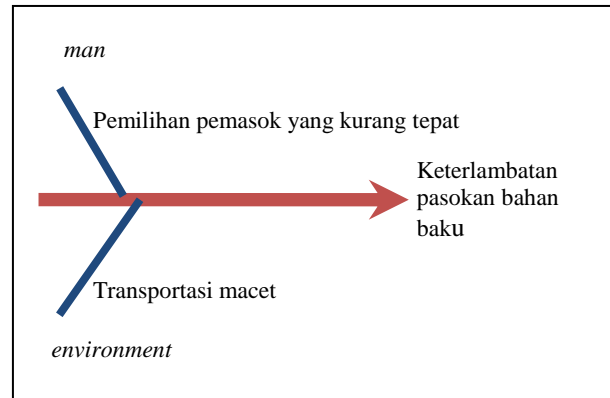 man
Pemilihan pemasok yang kurang tepat
Keterlambatan
pasokan bahan
baku
Transportasi macet
environment